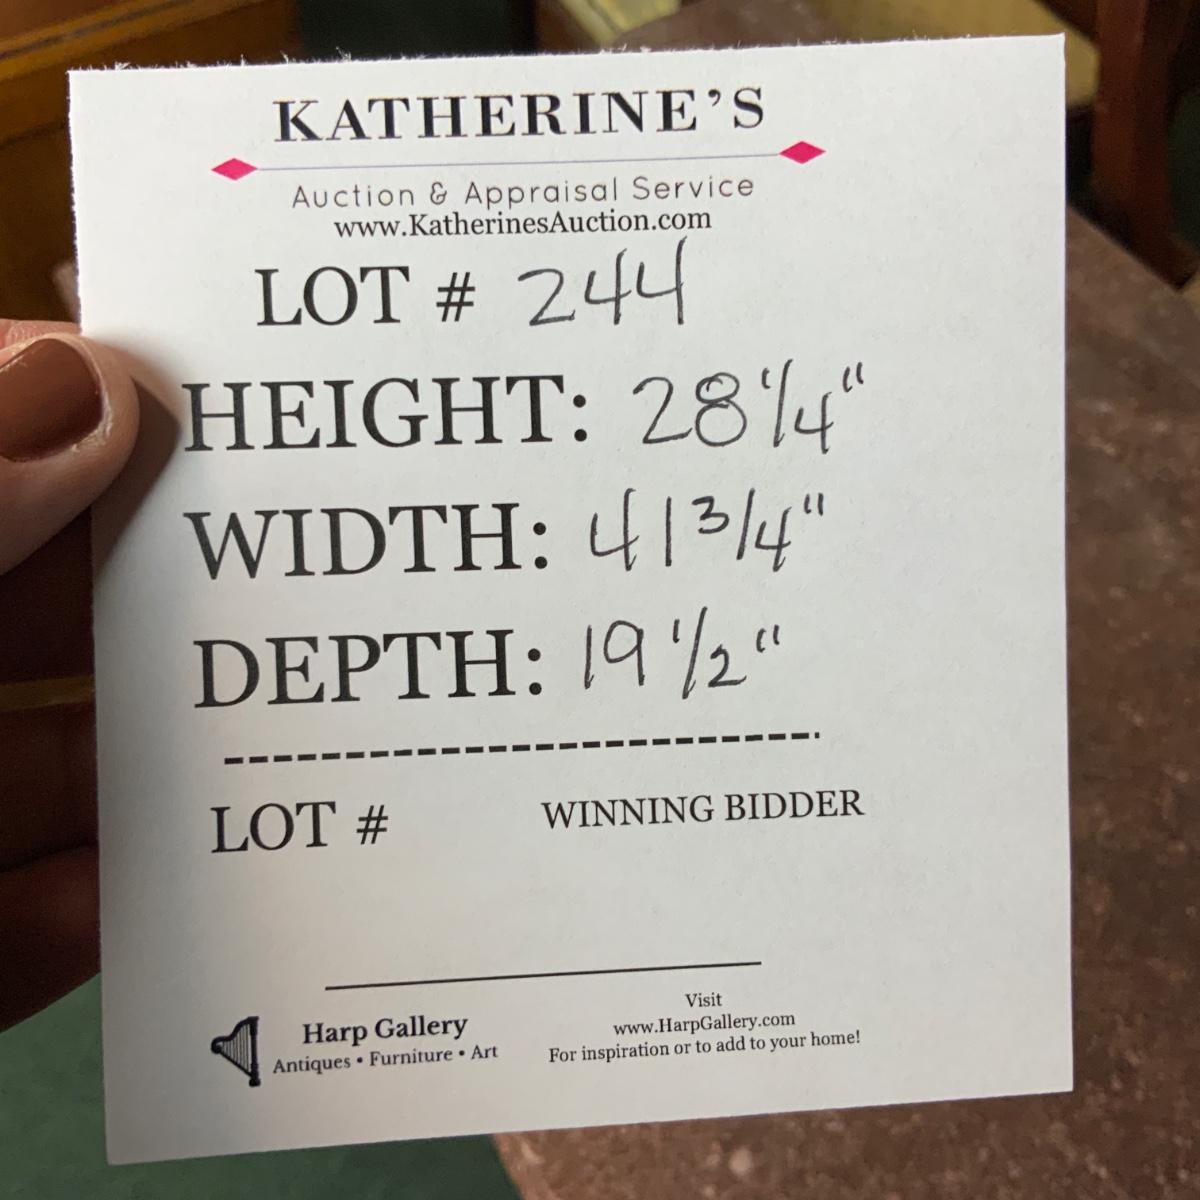 KATHERINE'S
Auction & Appraisal Service
www.KatherinesAuction.com
LOT # 244
HEIGHT: 28 1/4"
WIDTH: 41 3/4"
DEPTH: 19 1/2"
LOT # WINNING BIDDER
Harp Gallery
Antiques • Furniture • Art
Visit
www.HarpGallery.com
For inspiration or to add to your home!